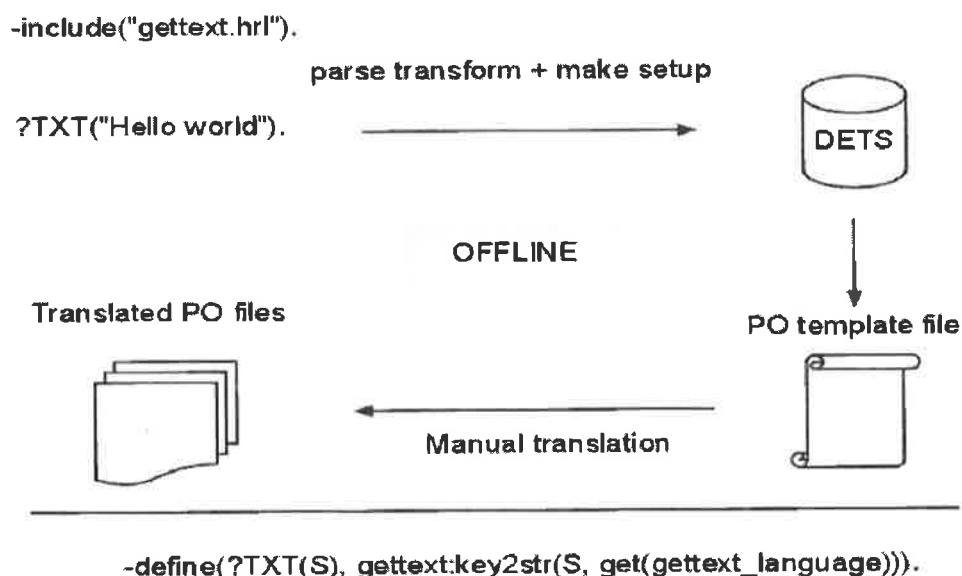 -include("gettext.hrl").
parse transform + make setup
?TXT("Hello world").
DETS
OFFLINE
Translated PO files
PO template file
Manual translation
-define(?TXT(S), gettext:key2str(S, get(gettext_language))).